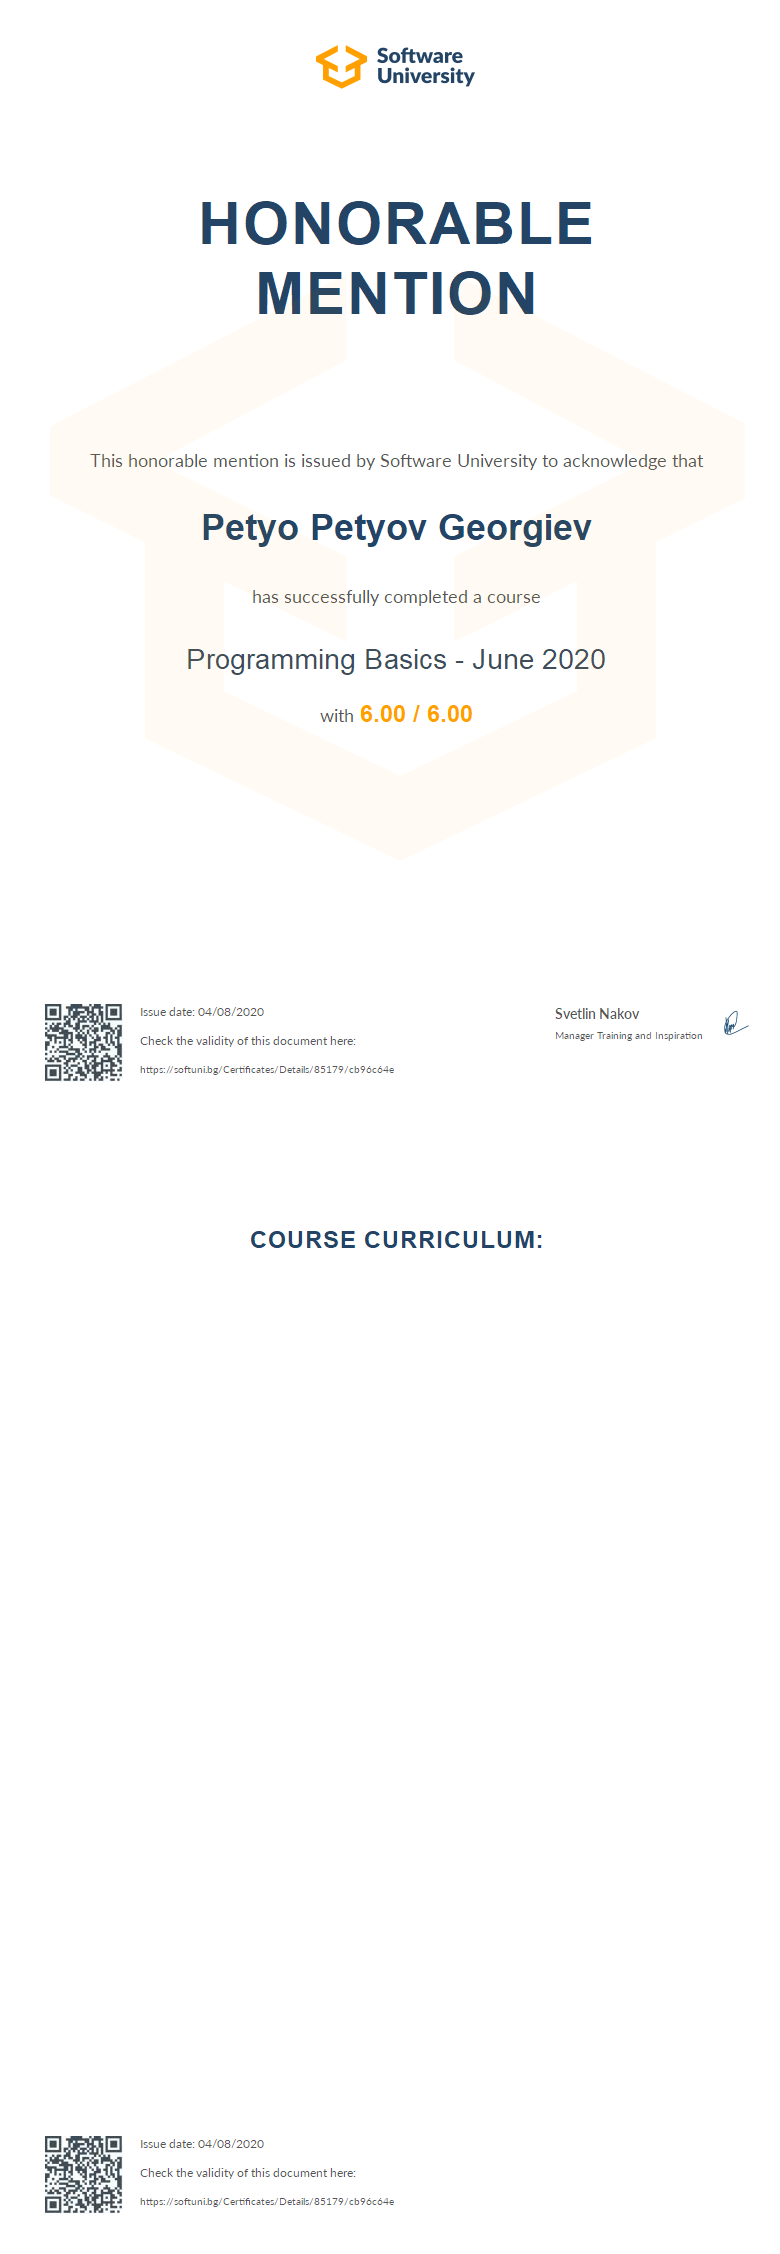 Software
University
HONORABLE
MENTION
This honorable mention is issued by Software University to acknowledge that
Petyo Petyov Georgiev
has successfully completed a course
Programming Basics - June 2020
with 6.00 / 6.00
Issue date: 04/08/2020
Check the validity of this document here:
https://softuni.bg/Certificates/Details/85179/cb96c64e
Svetlin Nakov
Manager Training and Inspiration
COURSE CURRICULUM:
Issue date: 04/08/2020
Check the validity of this document here:
https://softuni.bg/Certificates/Details/85179/cb96c64e